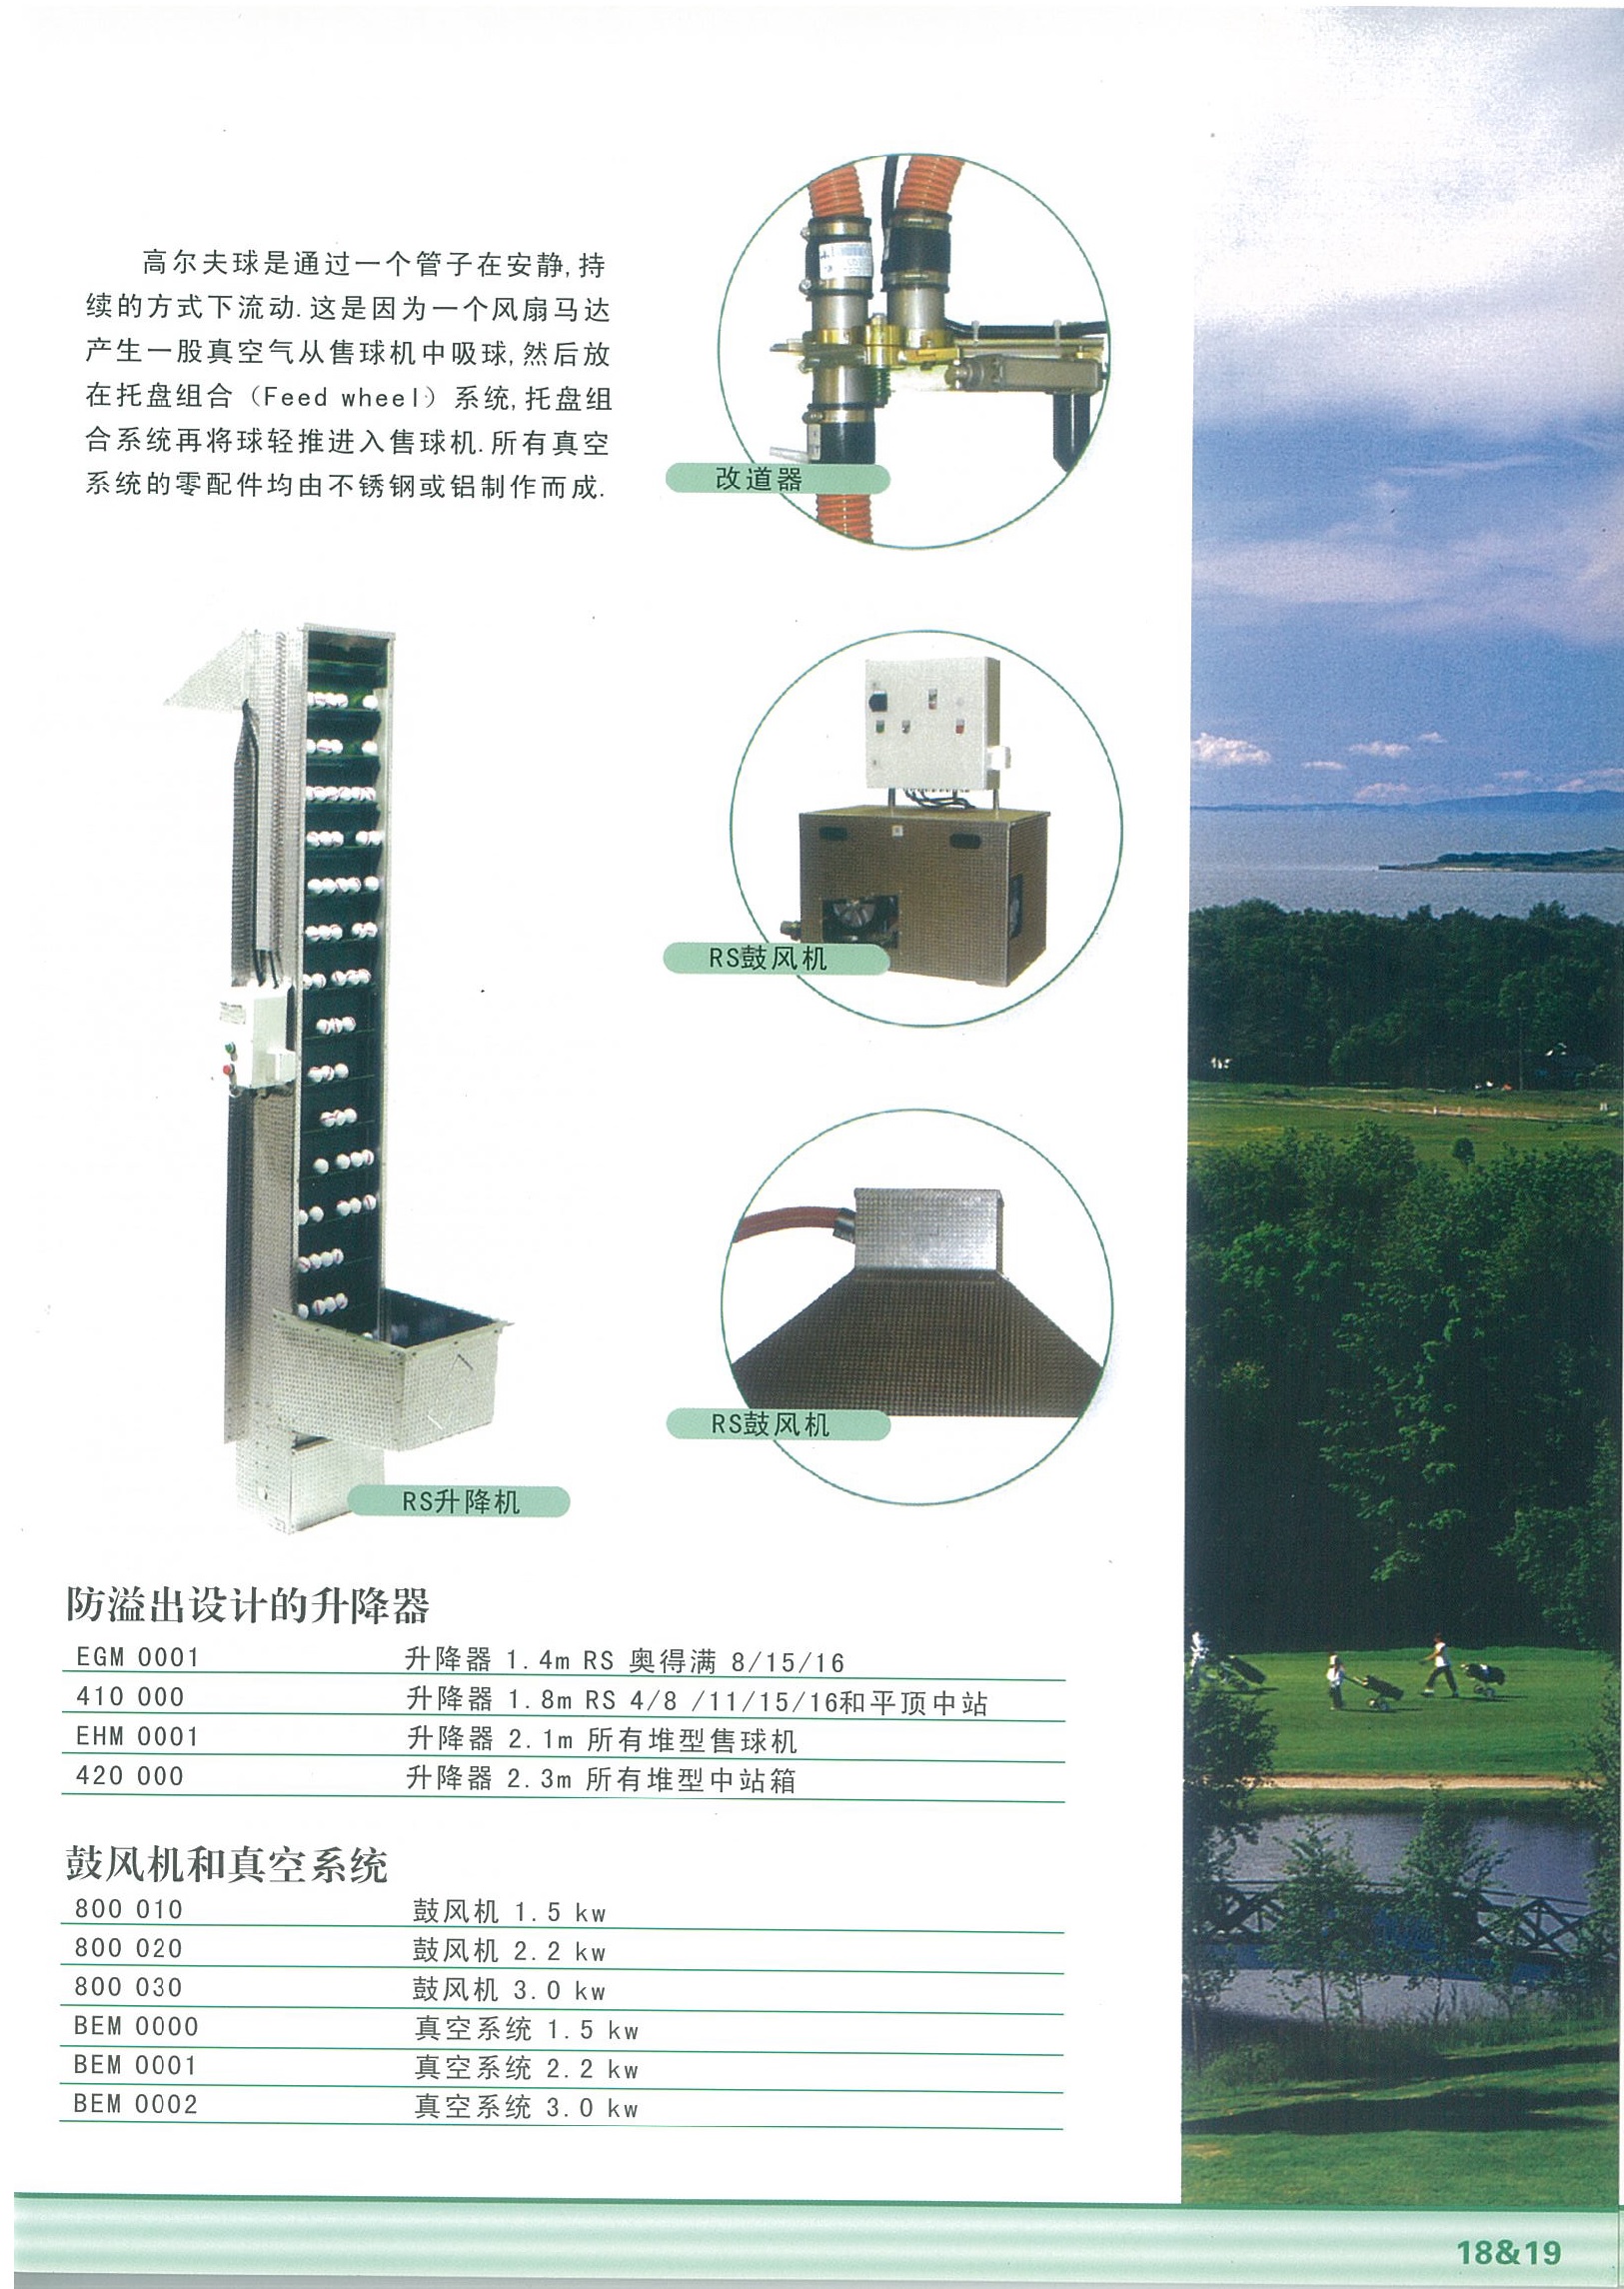 高尔夫球是通过一个管子在安静,持
续的方式下流动.这是因为一个风扇马达
产生一股真空气从售球机中吸球,然后放
在托盘组合（Feed wheel）系统,托盘组
合系统再将球轻推进入售球机.所有真空
系统的零配件均由不锈钢或铝制作而成.
改道器
RS鼓风机
RS鼓风机
RS升降机
防溢出设计的升降器
EGM 0001 升降器 1.4m RS 奥得满 8/15/16
410 000 升降器 1.8m RS 4/8 /11/15/16和平顶中站
EHM 0001 升降器 2.1m 所有堆型售球机
420 000 升降器 2.3m 所有堆型中站箱
鼓风机和真空系统
800 010 鼓风机 1.5 kw
800 020 鼓风机 2.2 kw
800 030 鼓风机 3.0 kw
BEM 0000 真空系统 1.5 kw
BEM 0001 真空系统 2.2 kw
BEM 0002 真空系统 3.0 kw
18&19